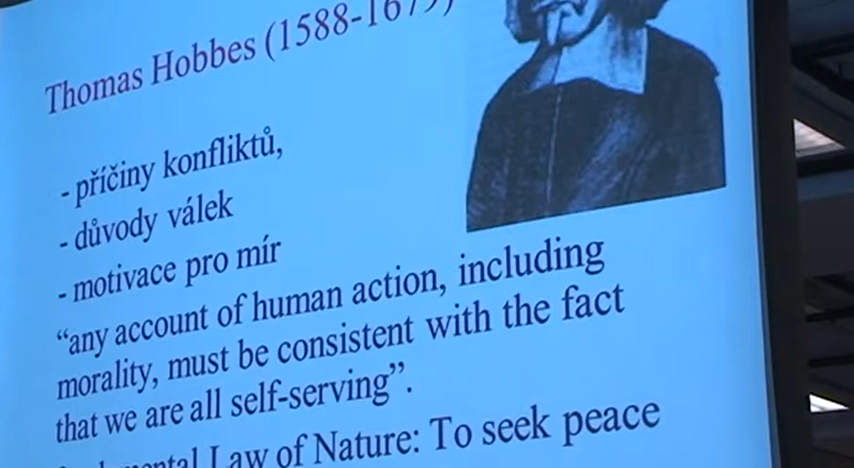 Thomas Hobbes (1588-1679)
- příčiny konfliktů,
- důvody válek
- motivace pro mír
“any account of human action, including
morality, must be consistent with the fact
that we are all self-serving”.
Law of Nature: To seek peace